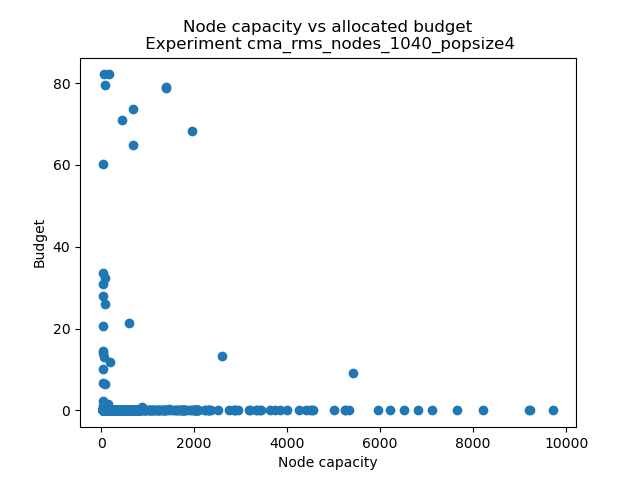 Node capacity vs allocated budget
Experiment cma_rms_nodes_1040_popsize4
80
60
40
20
0
Budget
0 2000 4000 6000 8000 10000
Node capacity